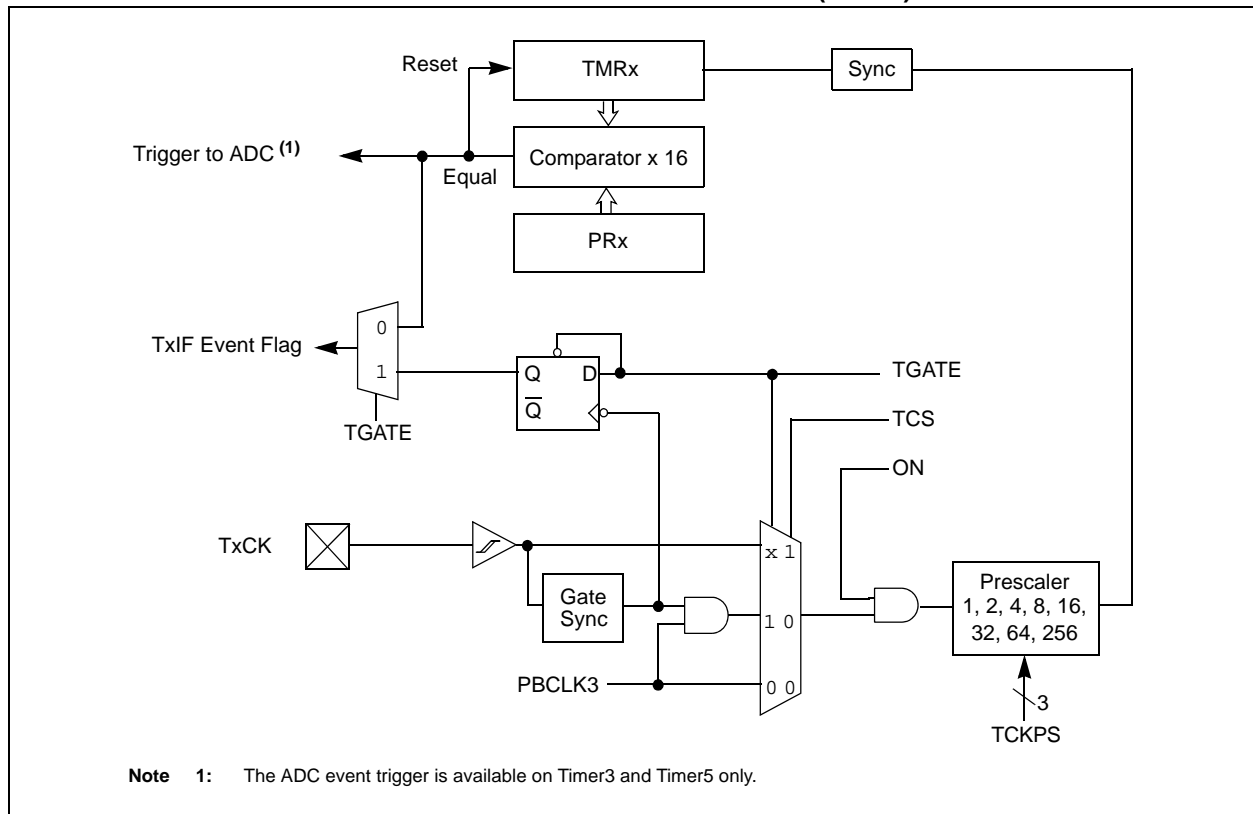 Reset
TMRx
Sync
Trigger to ADC (1)
Equal
Comparator x 16
PRx
0
TxIF Event Flag
1
TGATE
Q D
Q
TGATE
TCS
ON
TxCK
x 1
Gate
Sync
1 0
Prescaler
1, 2, 4, 8, 16,
32, 64, 256
PBCLK3
0 0
3
TCKPS
Note 1: The ADC event trigger is available on Timer3 and Timer5 only.